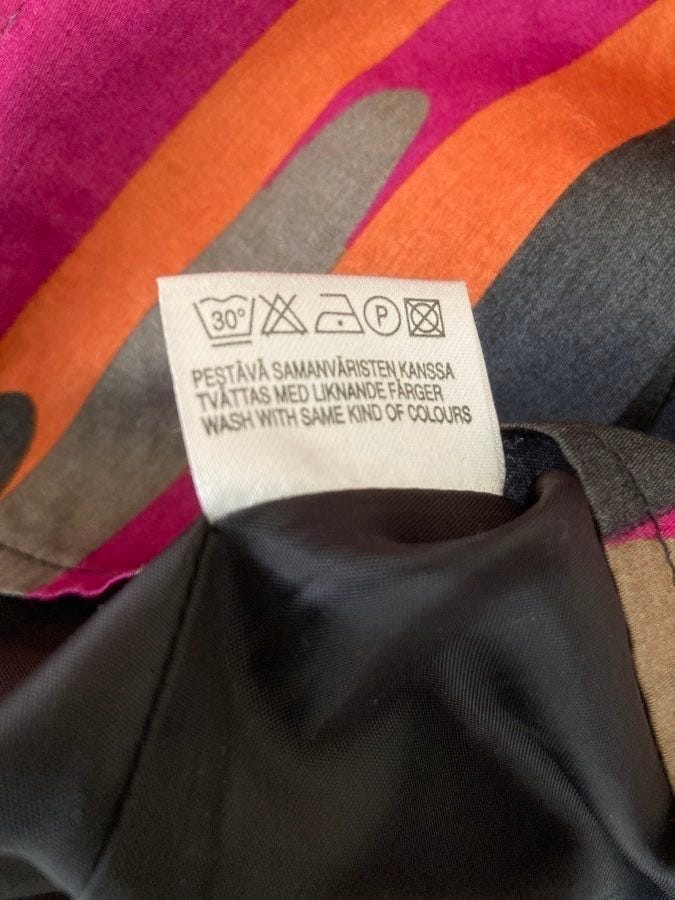 30° P
PESTÄVÄ SAMANVÄRISTEN KANSSA
TVÄTTAS MED LIKNANDE FÄRGER
WASH WITH SAME KIND OF COLOURS